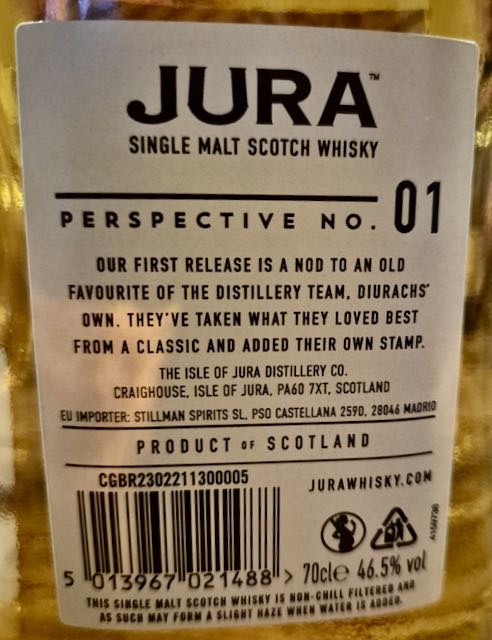 JURA™
SINGLE MALT SCOTCH WHISKY
PERSPECTIVE NO. 01
OUR FIRST RELEASE IS A NOD TO AN OLD
FAVOURITE OF THE DISTILLERY TEAM, DIURACHS'
OWN. THEY'VE TAKEN WHAT THEY LOVED BEST
FROM A CLASSIC AND ADDED THEIR OWN STAMP.
THE ISLE OF JURA DISTILLERY CO.
CRAIGHOUSE, ISLE OF JURA, PA60 7XT, SCOTLAND
EU IMPORTER: STILLMAN SPIRITS SL, PSO CASTELLANA 259D, 28046 MADRID
PRODUCT OF SCOTLAND
CGBR2302211300005
JURAWHISKY.COM
5 013967 021488 >
70cl℮ 46.5% vol
THIS SINGLE MALT SCOTCH WHISKY IS NON-CHILL FILTERED AND
AS SUCH MAY FORM A SLIGHT HAZE WHEN WATER IS ADDED.